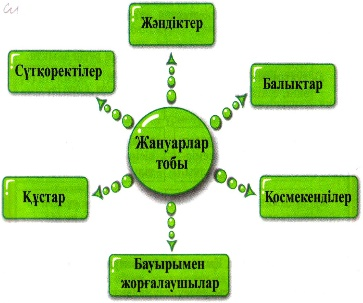 Жәндіктер
Сүтқоректілер
Балықтар
Жануарлар
тобы
Құстар
Қосмекенділер
Бауырымен
жорғалаушылар